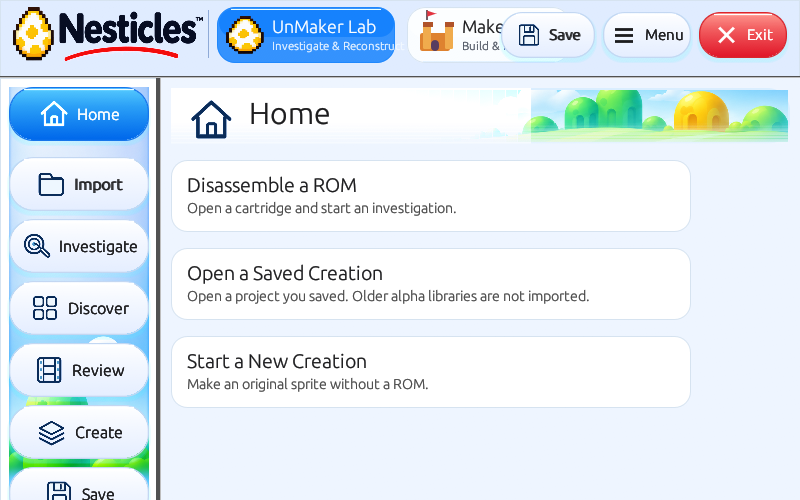 Nesticles™
UnMaker Lab
Investigate & Reconstruc
Make
Build &
Save
Menu
Exit
Home
Import
Investigate
Discover
Review
Create
Save
Home
Disassemble a ROM
Open a cartridge and start an investigation.
Open a Saved Creation
Open a project you saved. Older alpha libraries are not imported.
Start a New Creation
Make an original sprite without a ROM.